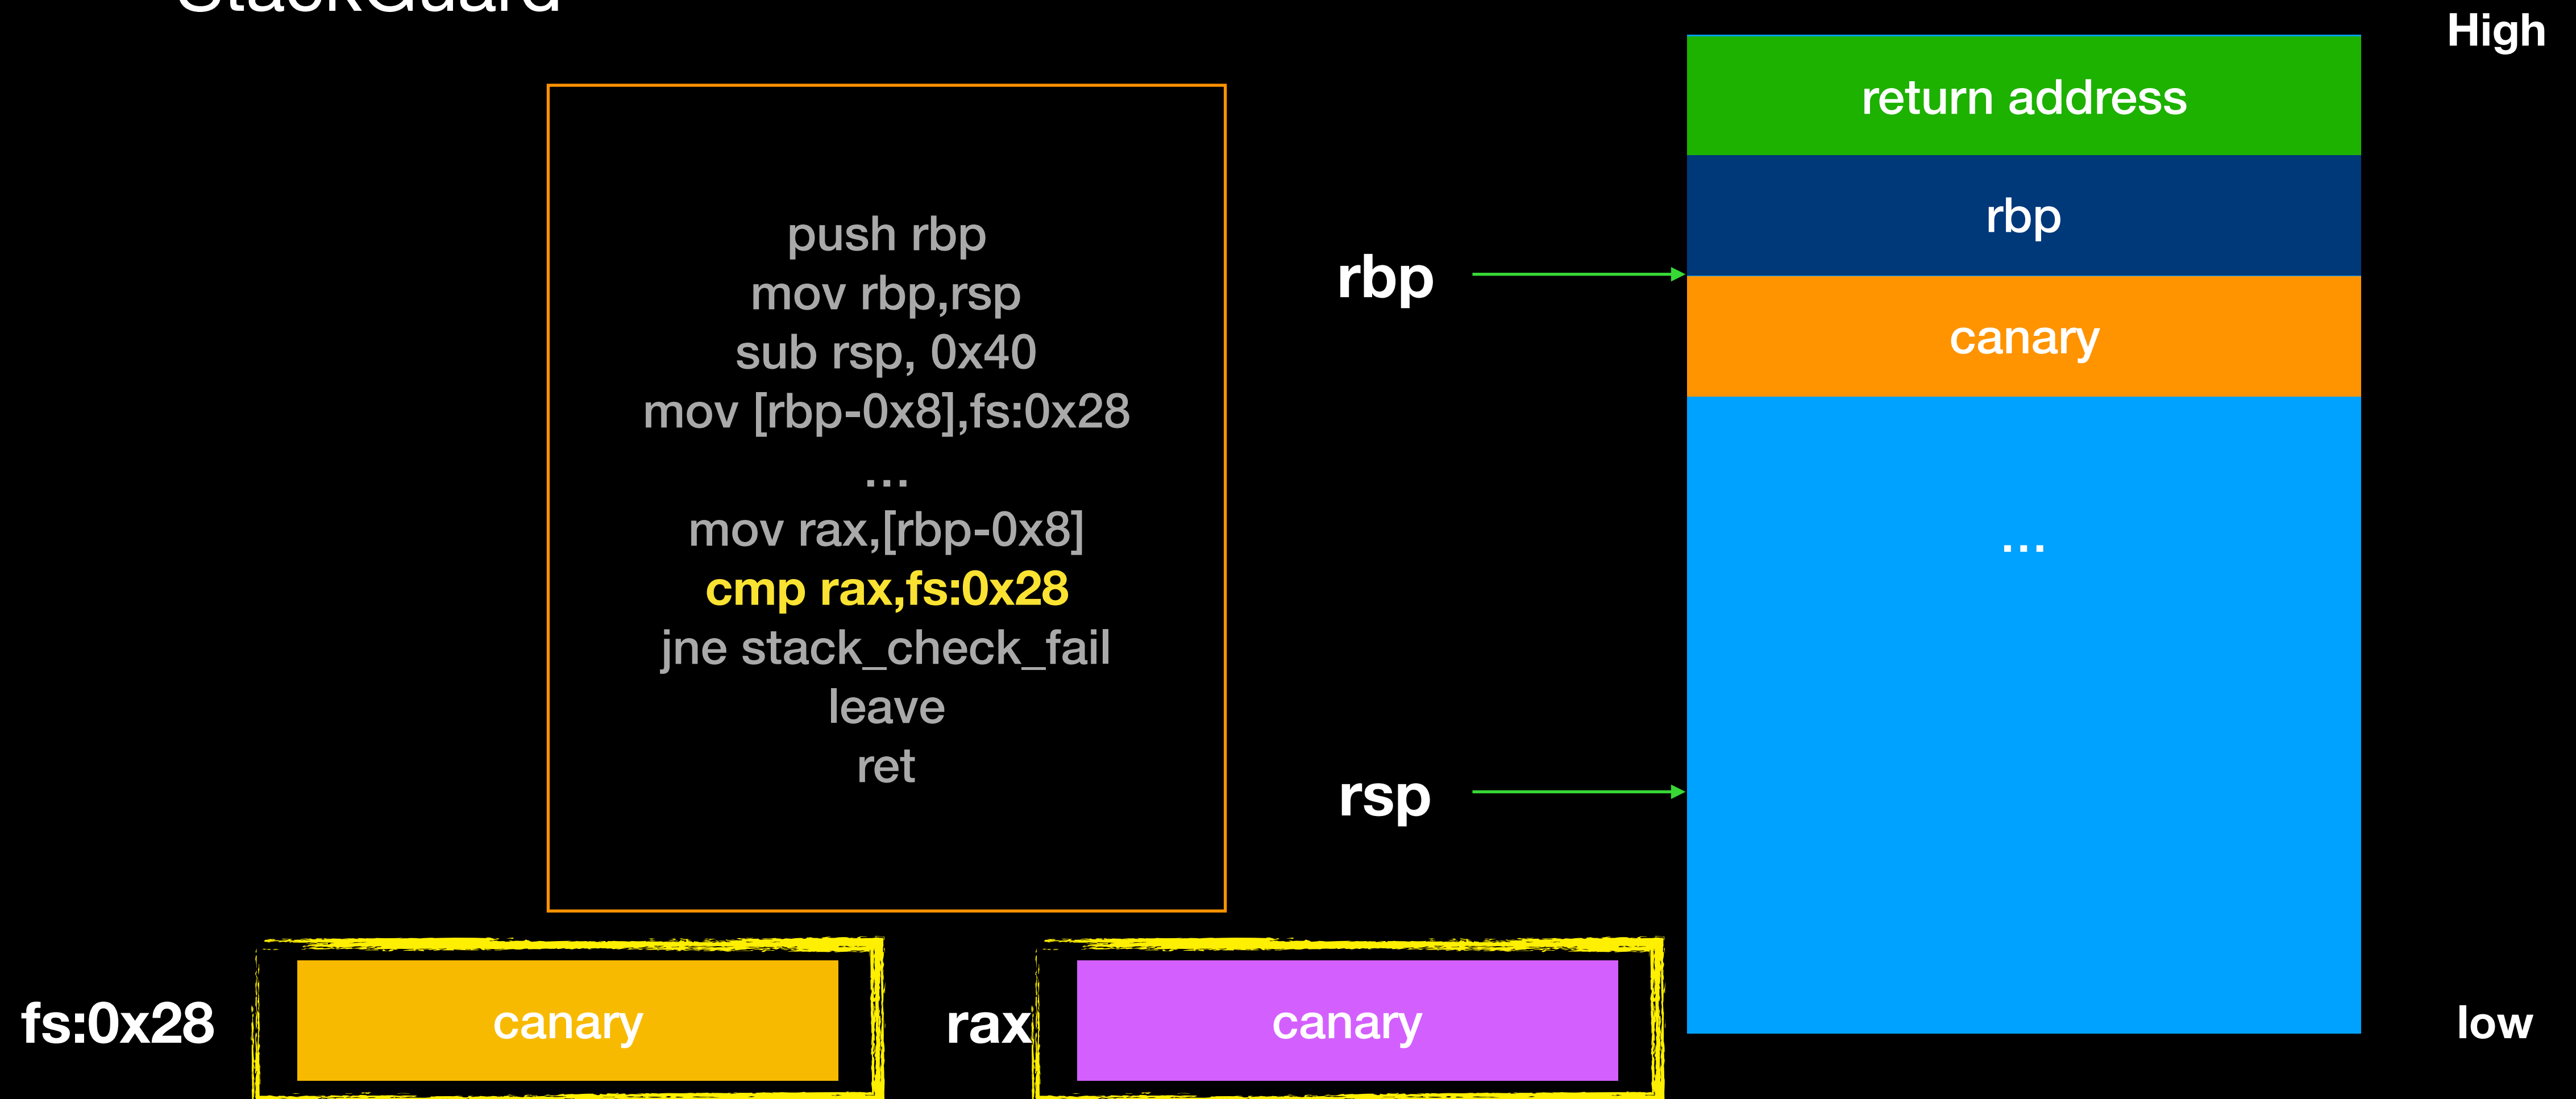 StackGuard
High
return address
push rbp
rbp
mov rbp,rsp
rbp
sub rsp, 0x40
canary
mov [rbp-0x8],fs:0x28
...
mov rax,[rbp-0x8]
...
cmp rax,fs:0x28
jne stack_check_fail
leave
ret
rsp
fs:0x28
canary
rax
canary
low